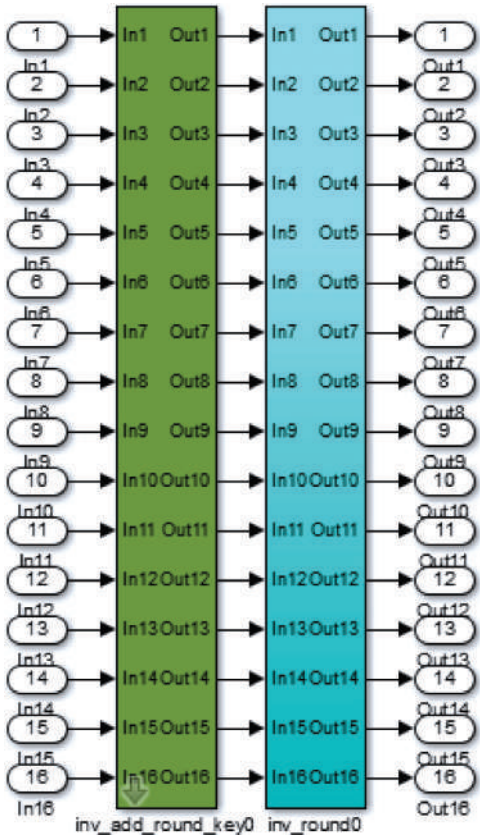 1 In1 Out1 In1 Out1 1
In1 Out1
2 In2 Out2 In2 Out2 2
In2 Out2
3 In3 Out3 In3 Out3 3
In3 Out3
4 In4 Out4 In4 Out4 4
In4 Out4
5 In5 Out5 In5 Out5 5
In5 Out5
6 In6 Out6 In6 Out6 6
In6 Out6
7 In7 Out7 In7 Out7 7
In7 Out7
8 In8 Out8 In8 Out8 8
In8 Out8
9 In9 Out9 In9 Out9 9
In9 Out9
10 In10 Out10 In10 Out10 10
In10 Out10
11 In11 Out11 In11 Out11 11
In11 Out11
12 In12 Out12 In12 Out12 12
In12 Out12
13 In13 Out13 In13 Out13 13
In13 Out13
14 In14 Out14 In14 Out14 14
In14 Out14
15 In15 Out15 In15 Out15 15
In15 Out15
16 In16 Out16 In16 Out16 16
In16 Out16
inv_add_round_key0 inv_round0